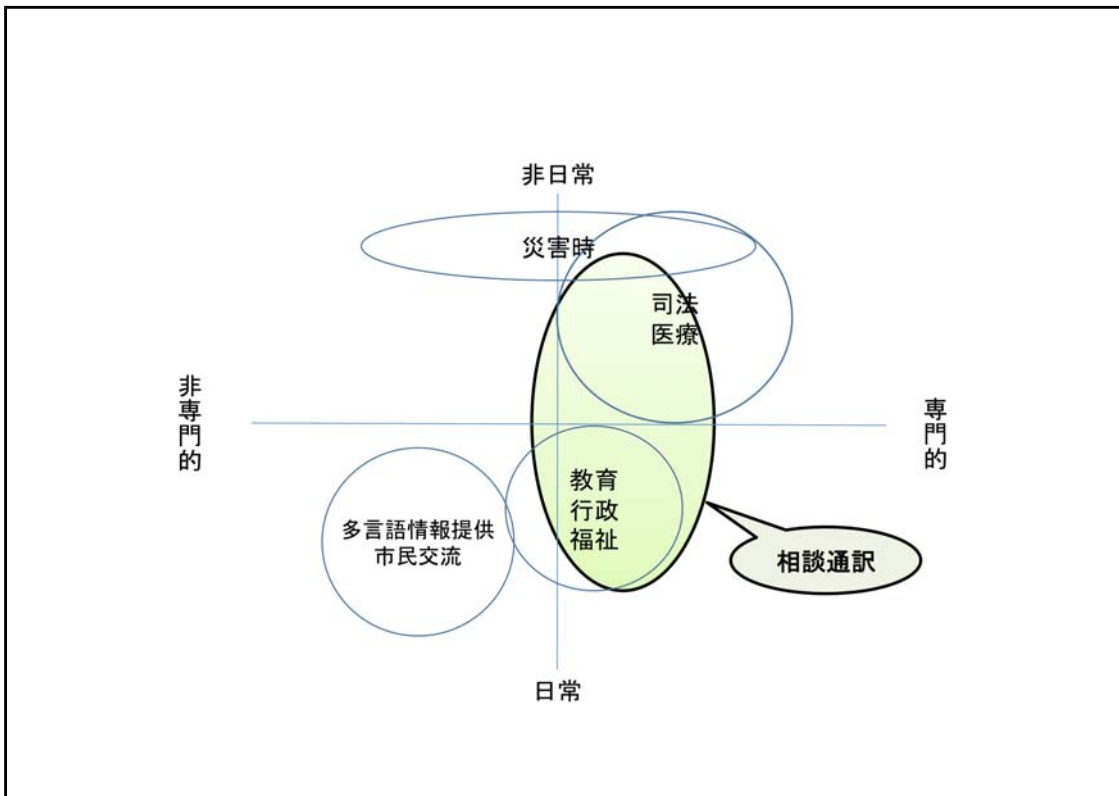 非日常
災害時
司法
医療
非専門的
専門的
教育
行政
福祉
多言語情報提供
市民交流
相談通訳
日常